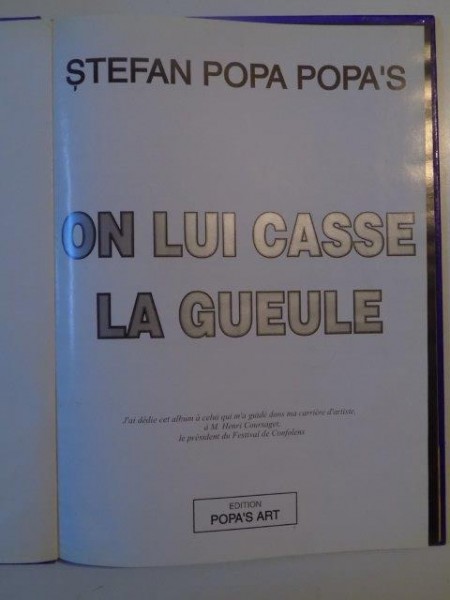 ȘTEFAN POPA POPA'S
ON LUI CASSE
LA GUEULE
J'ai dédié cet album à celui qui m'a guidé dans ma carrière d'artiste,
à M. Henri Coursaget,
le président du Festival de Confolens
EDITION
POPA'S ART